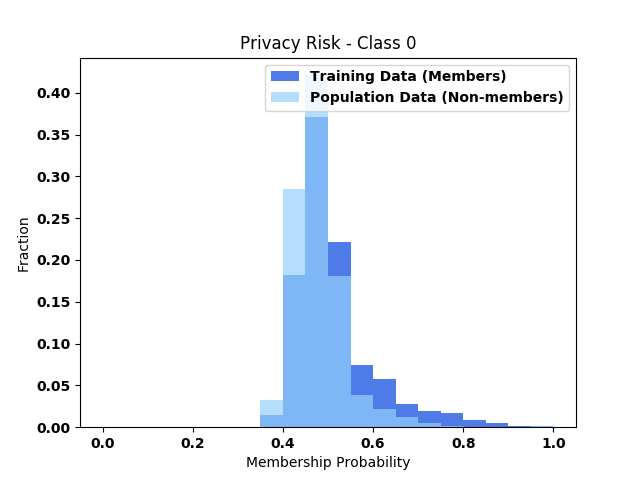 Privacy Risk - Class 0
Training Data (Members)
Population Data (Non-members)
0.40
0.35
0.30
0.25
0.20
0.15
0.10
0.05
0.00
Fraction
0.0 0.2 0.4 0.6 0.8 1.0
Membership Probability